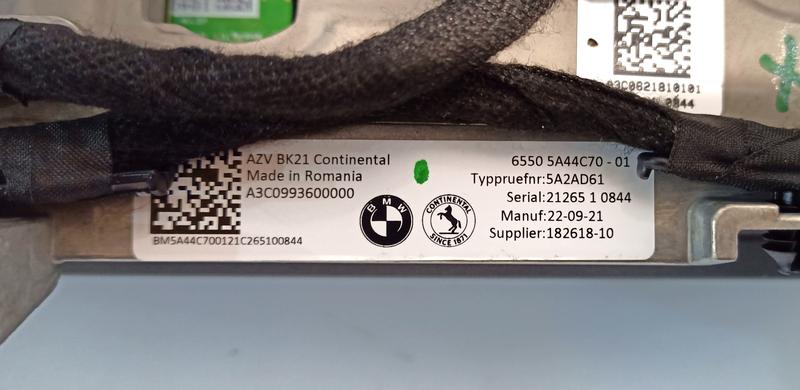 A3C0821810101
0844
AZV BK21 Continental
Made in Romania
A3C0993600000
BM5A44C700121C265100844
BMW
CONTINENTAL
SINCE 1871
6550 5A44C70 - 01
Typpruefnr:5A2AD61
Serial:21265 1 0844
Manuf:22-09-21
Supplier:182618-10